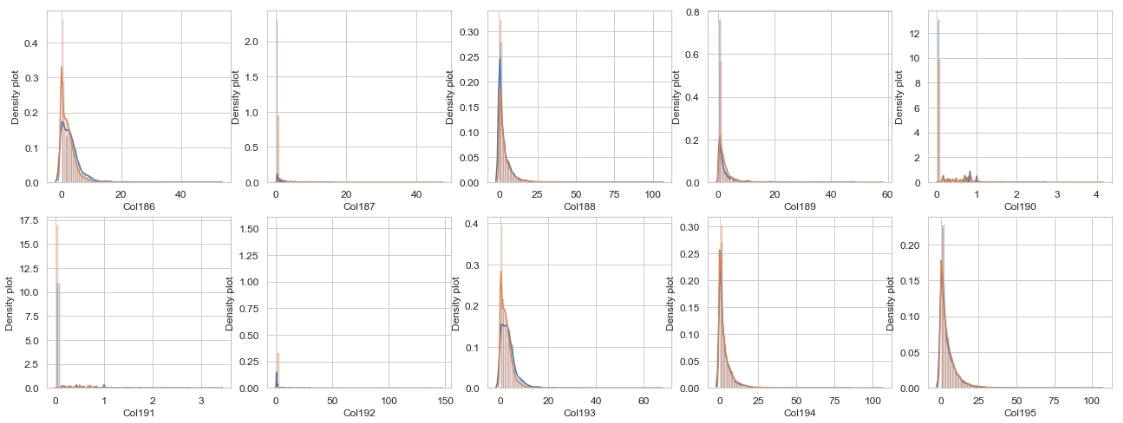 0.4
0.3
0.2
0.1
0.0
Density plot
0 20 40
Col186
2.0
1.5
1.0
0.5
0.0
Density plot
0 20 40
Col187
0.30
0.25
0.20
0.15
0.10
0.05
0.00
Density plot
0 25 50 75 100
Col188
0.8
0.6
0.4
0.2
0.0
Density plot
0 20 40 60
Col189
12
10
8
6
4
2
0
Density plot
0 1 2 3 4
Col190
17.5
15.0
12.5
10.0
7.5
5.0
2.5
0.0
Density plot
0 1 2 3
Col191
1.50
1.25
1.00
0.75
0.50
0.25
0.00
Density plot
0 50 100 150
Col192
0.4
0.3
0.2
0.1
0.0
Density plot
0 20 40 60
Col193
0.30
0.25
0.20
0.15
0.10
0.05
0.00
Density plot
0 25 50 75 100
Col194
0.20
0.15
0.10
0.05
0.00
Density plot
0 25 50 75 100
Col195